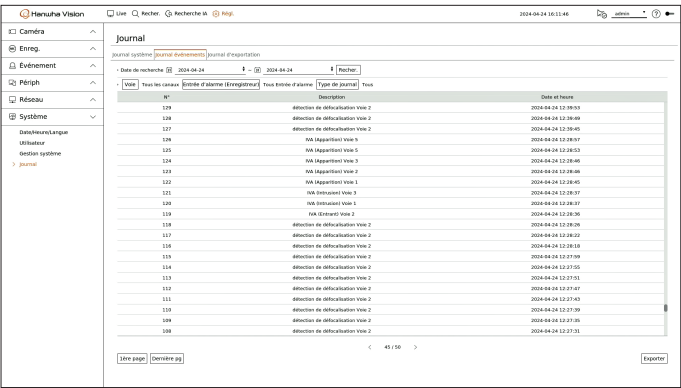 Hanwha Vision
Live Recher. Recherche IA Régl. 2024-04-24 16:11:46 admin ?
Caméra
Enreg.
Événement
Périph
Réseau
Système
Date/Heure/Langue
Utilisateur
Gestion système
> Journal
Journal
Journal système Journal événements Journal d'exportation
Date de recherche 2024-04-24 ~ 2024-04-24 Recher.
Voie Tous les canaux Entrée d'alarme (Enregistreur) Tous Entrée d'alarme Type de journal Tous
N° Description Date et heure
129 détection de défocalisation Voie 2 2024-04-24 12:39:53
128 détection de défocalisation Voie 2 2024-04-24 12:39:49
127 détection de défocalisation Voie 2 2024-04-24 12:39:45
126 IVA (Apparition) Voie 5 2024-04-24 12:28:57
125 IVA (Apparition) Voie 5 2024-04-24 12:28:53
124 IVA (Apparition) Voie 3 2024-04-24 12:28:46
123 IVA (Apparition) Voie 2 2024-04-24 12:28:46
122 IVA (Apparition) Voie 1 2024-04-24 12:28:45
121 IVA (Intrusion) Voie 3 2024-04-24 12:28:37
120 IVA (Intrusion) Voie 1 2024-04-24 12:28:37
119 IVA (Entrant) Voie 2 2024-04-24 12:28:36
118 détection de défocalisation Voie 2 2024-04-24 12:28:26
117 détection de défocalisation Voie 2 2024-04-24 12:28:22
116 détection de défocalisation Voie 2 2024-04-24 12:28:18
115 détection de défocalisation Voie 2 2024-04-24 12:27:59
114 détection de défocalisation Voie 2 2024-04-24 12:27:55
113 détection de défocalisation Voie 2 2024-04-24 12:27:51
112 détection de défocalisation Voie 2 2024-04-24 12:27:47
111 détection de défocalisation Voie 2 2024-04-24 12:27:43
110 détection de défocalisation Voie 2 2024-04-24 12:27:39
109 détection de défocalisation Voie 2 2024-04-24 12:27:35
108 détection de défocalisation Voie 2 2024-04-24 12:27:31
< 45 / 50 >
1ère page Dernière pg Exporter